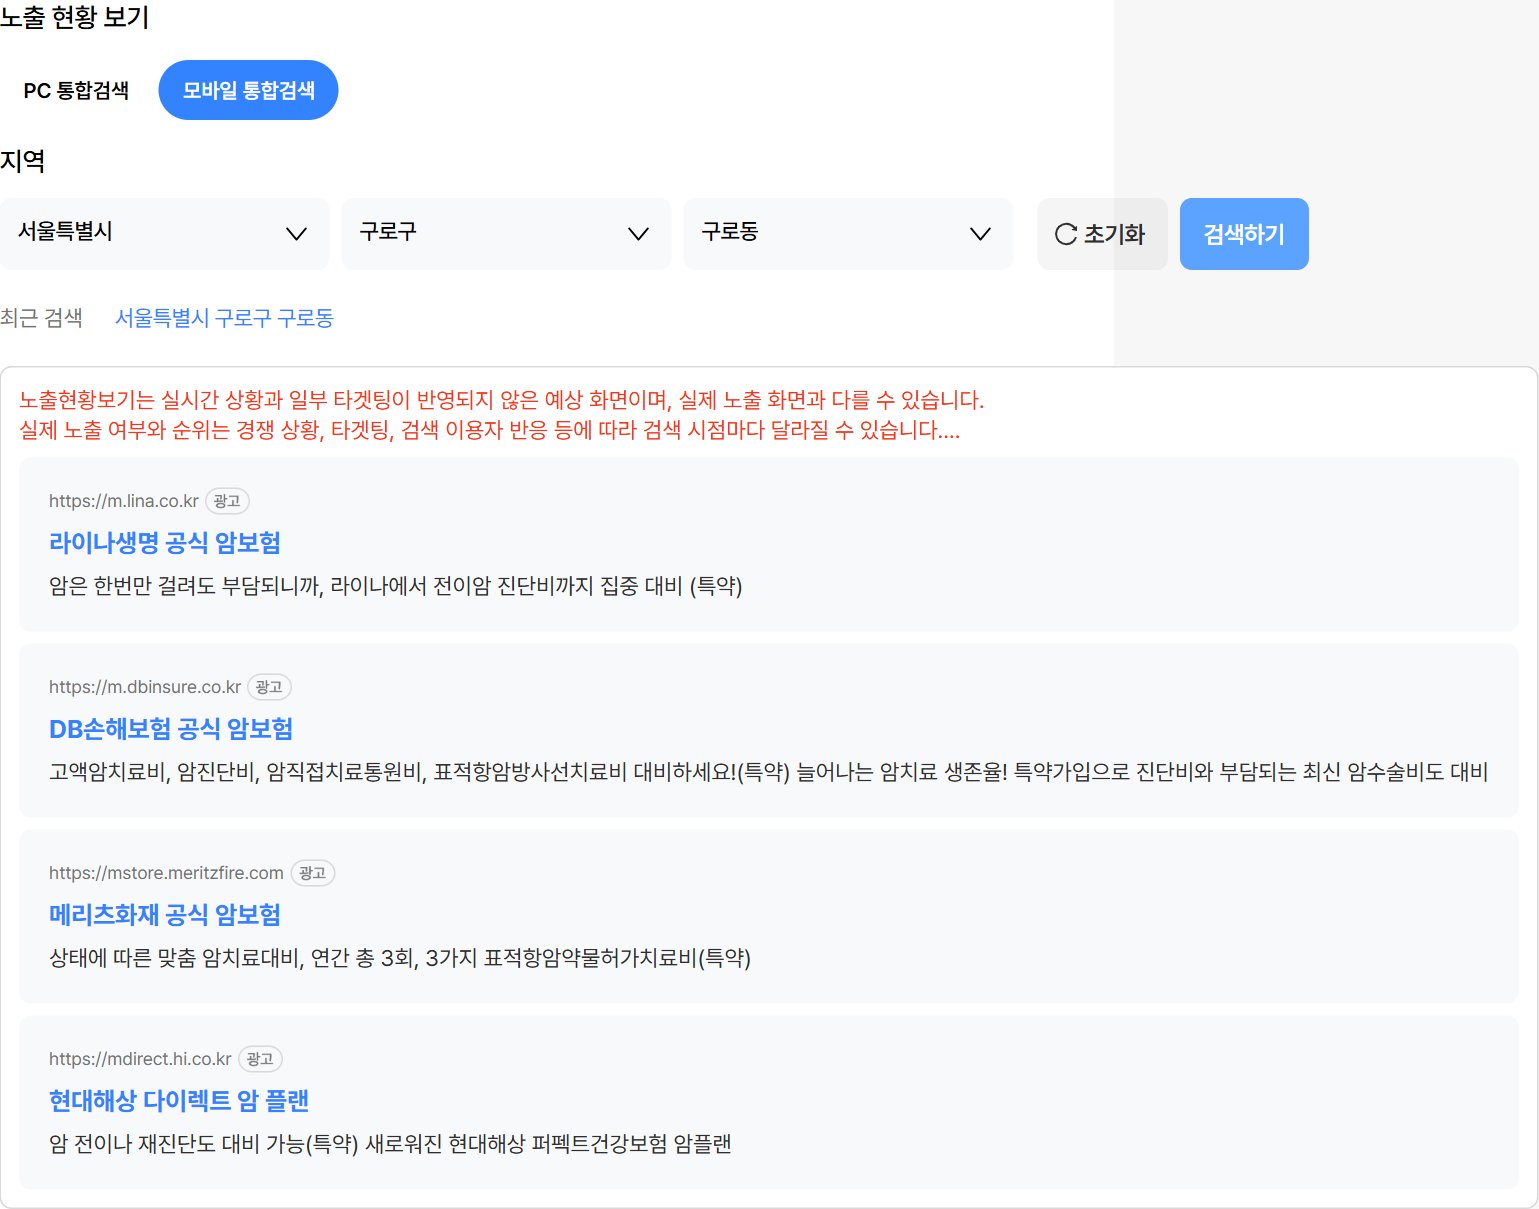 노출 현황 보기
PC 통합검색 모바일 통합검색
지역
서울특별시 구로구 구로동 초기화 검색하기
최근 검색 서울특별시 구로구 구로동
노출현황보기는 실시간 상황과 일부 타겟팅이 반영되지 않은 예상 화면이며, 실제 노출 화면과 다를 수 있습니다.
실제 노출 여부와 순위는 경쟁 상황, 타겟팅, 검색 이용자 반응 등에 따라 검색 시점마다 달라질 수 있습니다....
https://m.lina.co.kr 광고
라이나생명 공식 암보험
암은 한번만 걸려도 부담되니까, 라이나에서 전이암 진단비까지 집중 대비 (특약)
https://m.dbinsure.co.kr 광고
DB손해보험 공식 암보험
고액암치료비, 암진단비, 암직접치료통원비, 표적항암방사선치료비 대비하세요!(특약) 늘어나는 암치료 생존율! 특약가입으로 진단비와 부담되는 최신 암수술비도 대비
https://mstore.meritzfire.com 광고
메리츠화재 공식 암보험
상태에 따른 맞춤 암치료대비, 연간 총 3회, 3가지 표적항암약물허가치료비(특약)
https://mdirect.hi.co.kr 광고
현대해상 다이렉트 암 플랜
암 전이나 재진단도 대비 가능(특약) 새로워진 현대해상 퍼펙트건강보험 암플랜